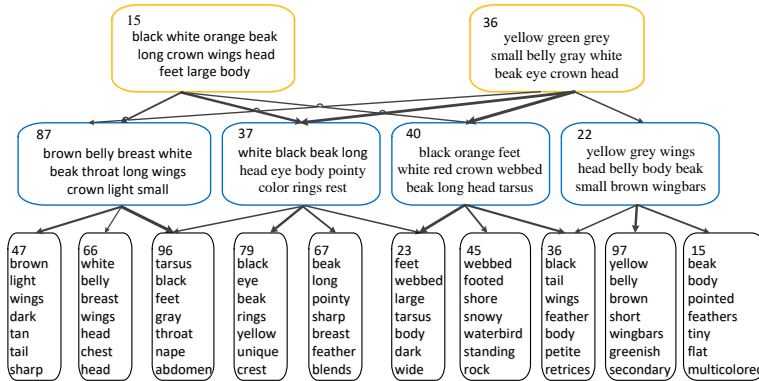 15
black white orange beak
long crown wings head
feet large body
36
yellow green grey
small belly gray white
beak eye crown head
87
brown belly breast white
beak throat long wings
crown light small
37
white black beak long
head eye body pointy
color rings rest
40
black orange feet
white red crown webbed
beak long head tarsus
22
yellow grey wings
head belly body beak
small brown wingbars
47
brown
light
wings
dark
tan
tail
sharp
66
white
belly
breast
wings
head
chest
head
96
tarsus
black
feet
gray
throat
nape
abdomen
79
black
eye
beak
rings
yellow
unique
crest
67
beak
long
pointy
sharp
breast
feather
blends
23
feet
webbed
large
tarsus
body
dark
wide
45
webbed
footed
shore
snowy
waterbird
standing
rock
36
black
tail
wings
feather
body
petite
retrices
97
yellow
belly
brown
short
wingbars
greenish
secondary
15
beak
body
pointed
feathers
tiny
flat
multicolored